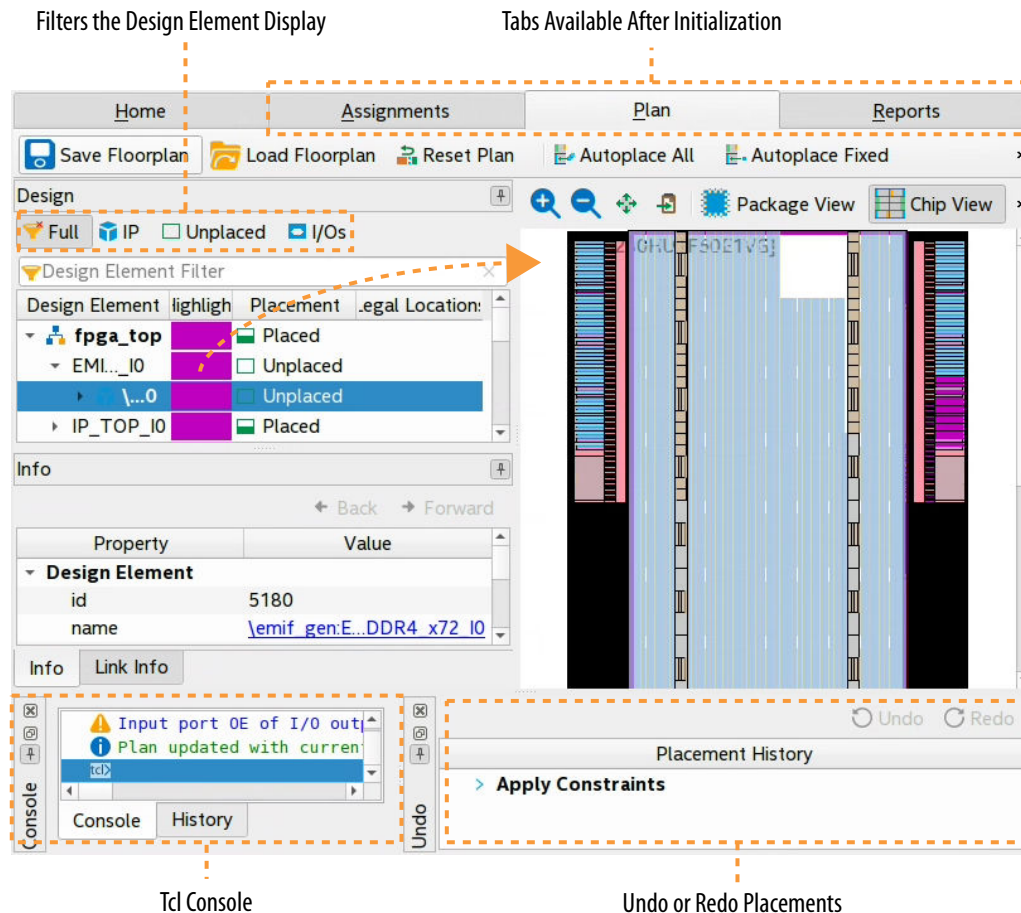 Filters the Design Element Display
Tabs Available After Initialization
Home Assignments Plan Reports
Save Floorplan Load Floorplan Reset Plan Autoplace All Autoplace Fixed
Design
Package View Chip View
Full IP Unplaced I/Os
Design Element Filter
Design Element Highligh Placement Legal Locations
fpga_top Placed
EMI..._I0 Unplaced
\...0 Unplaced
IP_TOP_I0 Placed
Info
Back Forward
Property Value
Design Element
id 5180
name \emif_gen:E...DDR4_x72_I0
Info Link Info
Input port OE of I/O outp
Plan updated with curren
tcl>
Console History
Console
Undo
Undo Redo
Placement History
> Apply Constraints
Tcl Console
Undo or Redo Placements